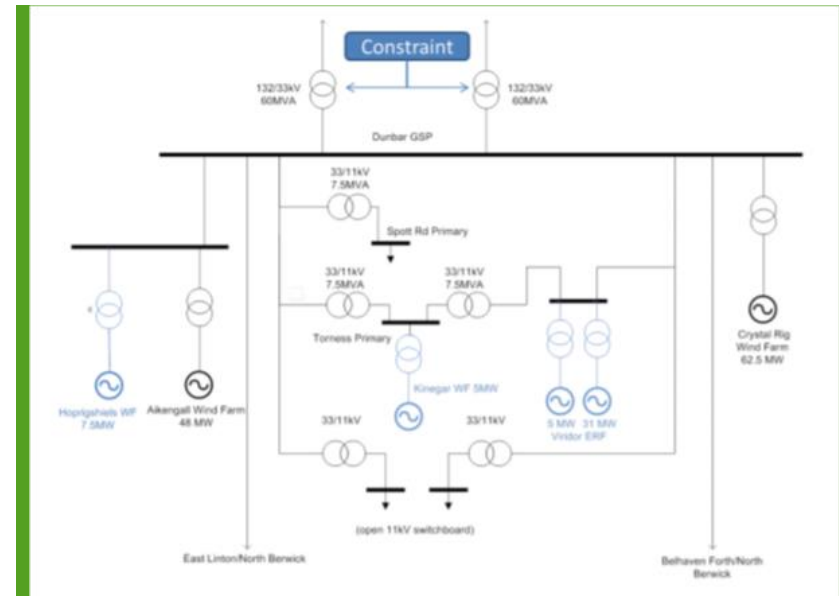 Constraint
132/33kV
60MVA
132/33kV
60MVA
Dunbar GSP
33/11kV
7.5MVA
Spott Rd Primary
33/11kV
7.5MVA
33/11kV
7.5MVA
Torness Primary
Crystal Rig
Wind Farm
62.5 MW
Kinegar WF 5MW
Hoprigshiels WF
7.5MW
Aikengall Wind Farm
48 MW
5 MW 31 MW
Viridor ERF
33/11kV
33/11kV
(open 11kV switchboard)
East Linton/North Berwick
Belhaven Forth/North
Berwick